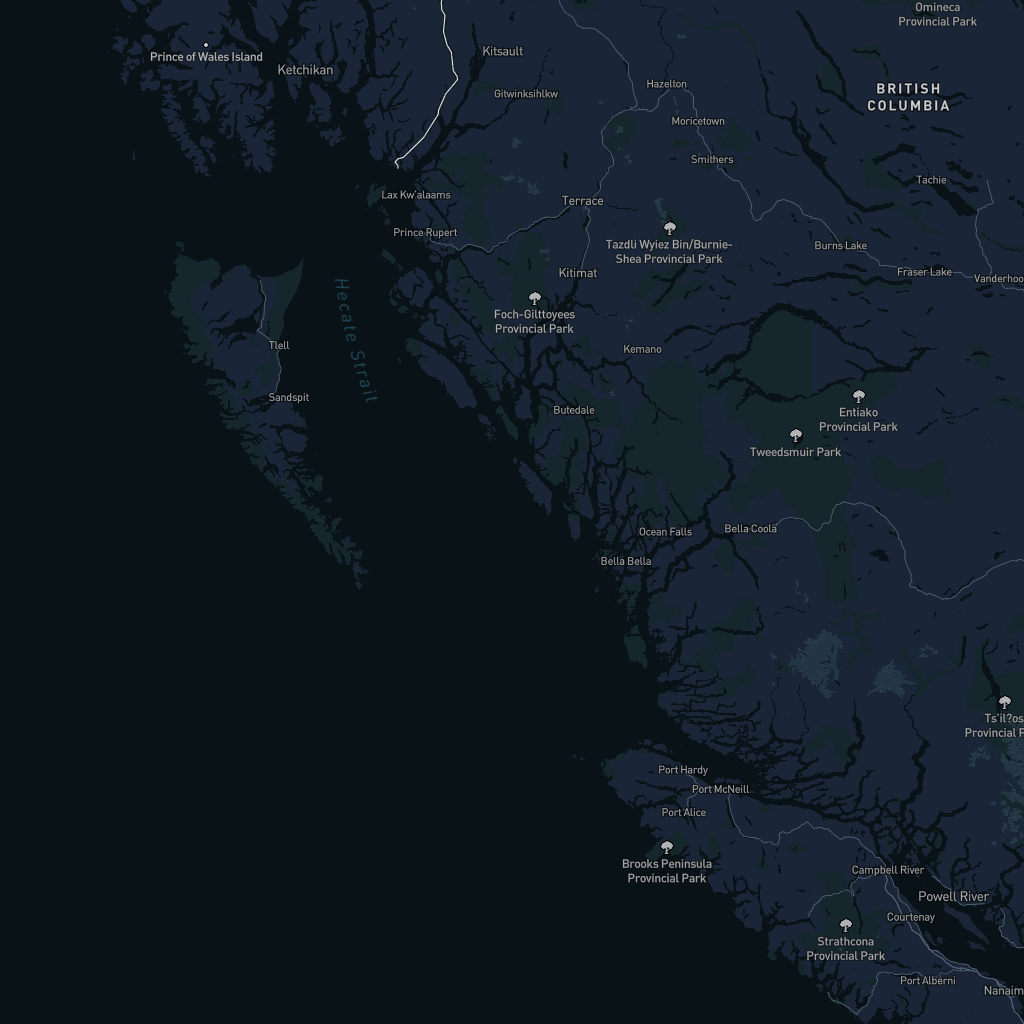 Omineca
Provincial Park
Prince of Wales Island
Kitsault
Ketchikan
Gitwinksihlkw
Hazelton
BRITISH
COLUMBIA
Moricetown
Smithers
Tachie
Lax Kw'alaams
Terrace
Prince Rupert
Tazdli Wyiez Bin/Burnie-
Shea Provincial Park
Burns Lake
Kitimat
Fraser Lake
Vanderhoo
Hecate Strait
Foch-Gilttoyees
Provincial Park
Tlell
Kemano
Sandspit
Butedale
Entiako
Provincial Park
Tweedsmuir Park
Ocean Falls
Bella Coola
Bella Bella
Ts'il?os
Provincial P
Port Hardy
Port McNeill
Port Alice
Brooks Peninsula
Provincial Park
Campbell River
Powell River
Courtenay
Strathcona
Provincial Park
Port Alberni
Nanaim